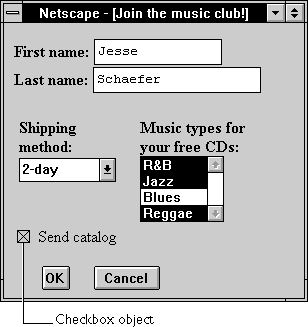 Netscape - [Join the music club!]
First name: Jesse
Last name: Schaefer
Shipping method:
2-day
Music types for your free CDs:
R&B
Jazz
Blues
Reggae
Send catalog
OK Cancel
Checkbox object